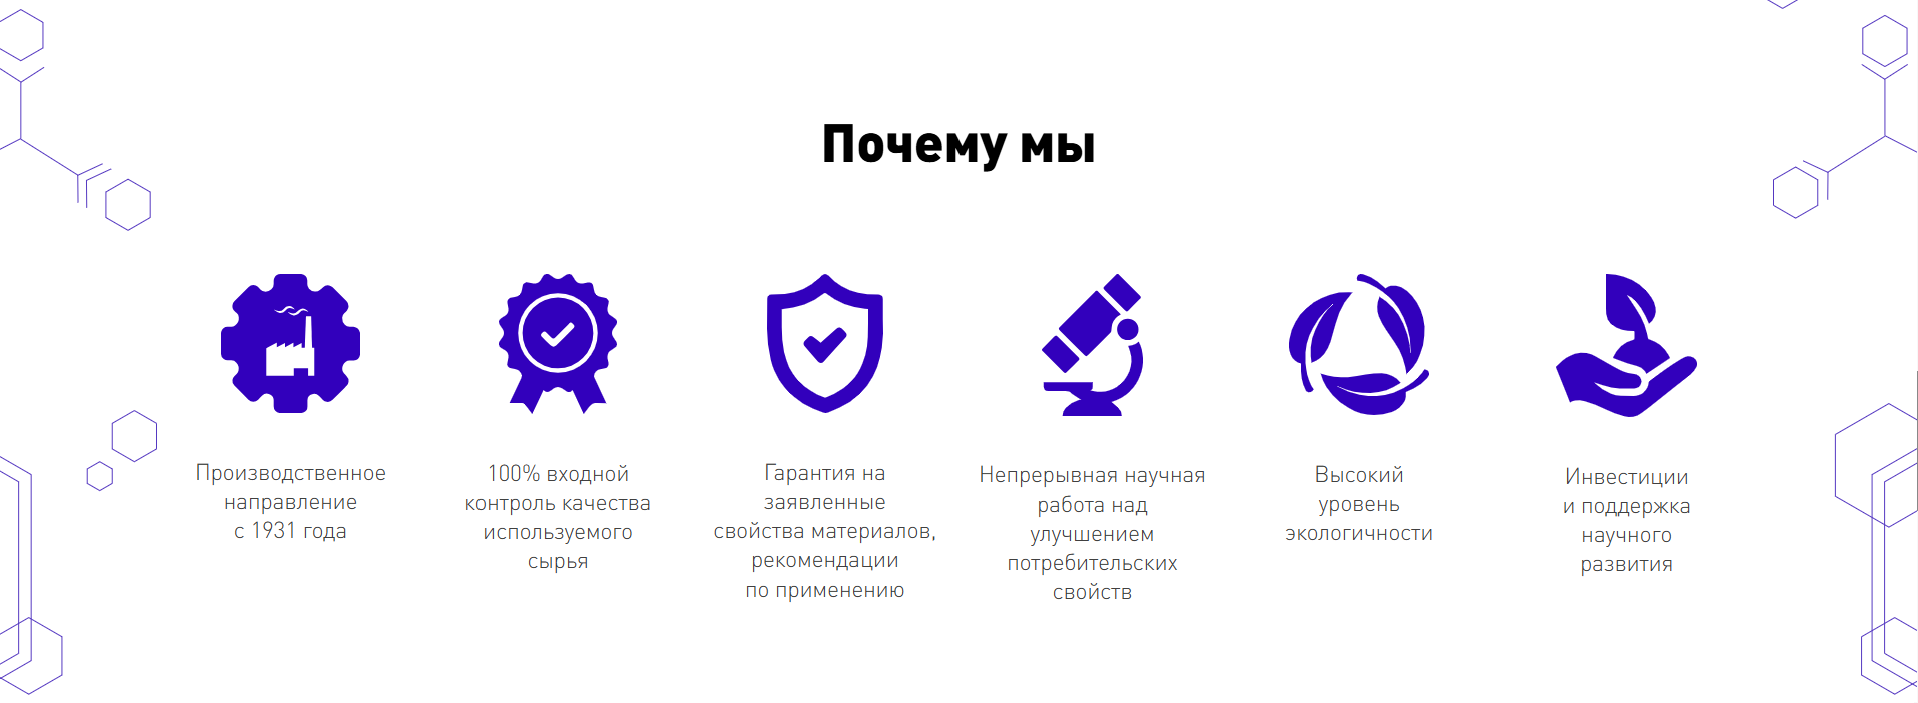 Почему мы
Производственное
направление
с 1931 года
100% входной
контроль качества
используемого
сырья
Гарантия на
заявленные
свойства материалов,
рекомендации
по применению
Непрерывная научная
работа над
улучшением
потребительских
свойств
Высокий
уровень
экологичности
Инвестиции
и поддержка
научного
развития